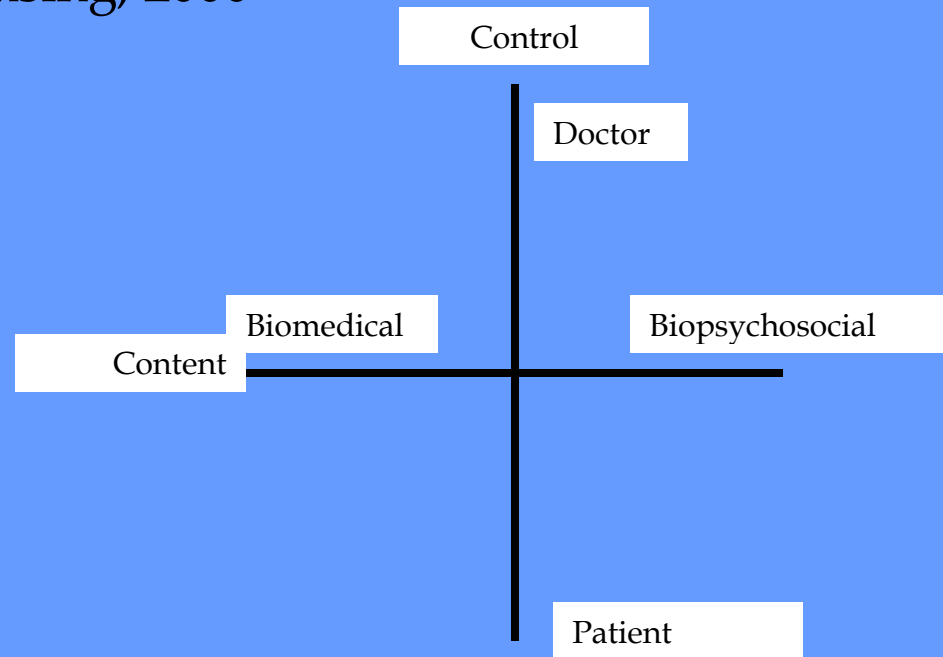 Control
Doctor
Biomedical
Biopsychosocial
Content
Patient